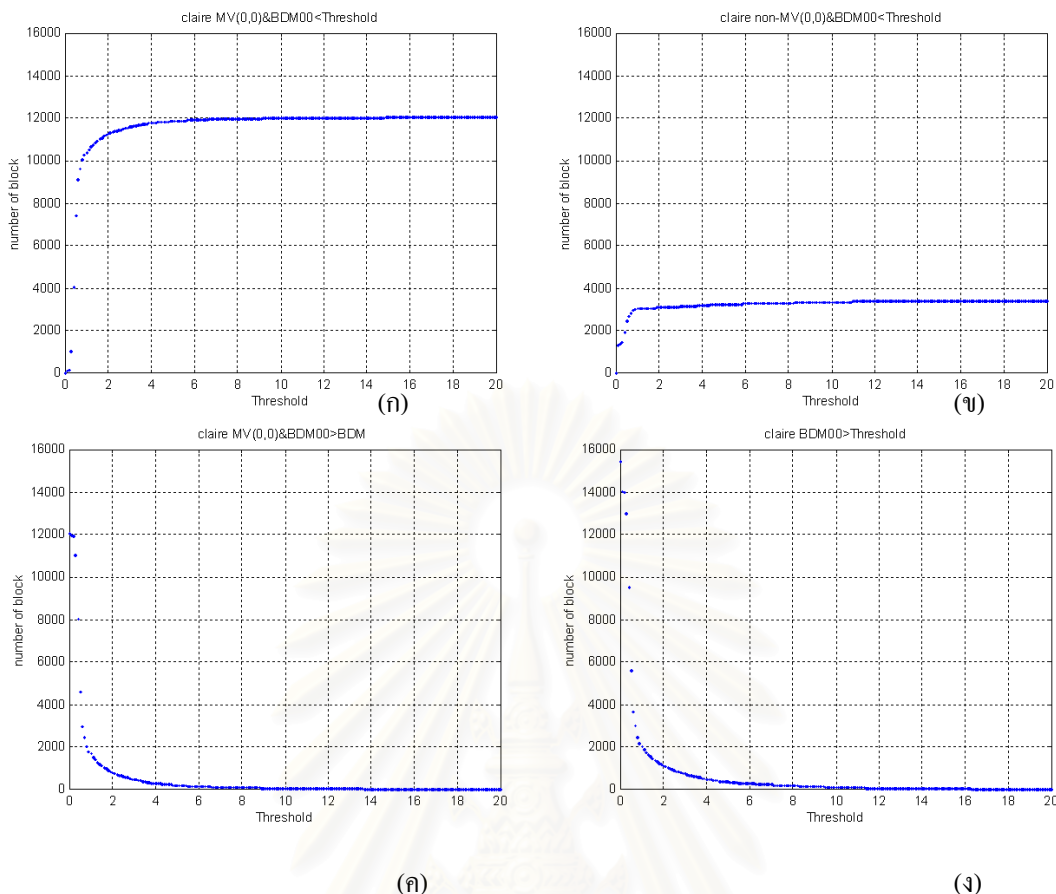 claire MV(0,0)&BDM00<Threshold
16000
14000
12000
10000
8000
6000
4000
2000
0
number of block
0 2 4 6 8 10 12 14 16 18 20
Threshold
(ก)
claire non-MV(0,0)&BDM00<Threshold
16000
14000
12000
10000
8000
6000
4000
2000
0
number of block
0 2 4 6 8 10 12 14 16 18 20
Threshold
(ข)
claire MV(0,0)&BDM00>BDM
16000
14000
12000
10000
8000
6000
4000
2000
0
number of block
0 2 4 6 8 10 12 14 16 18 20
Threshold
(ค)
claire BDM00>Threshold
16000
14000
12000
10000
8000
6000
4000
2000
0
number of block
0 2 4 6 8 10 12 14 16 18 20
Threshold
(ง)